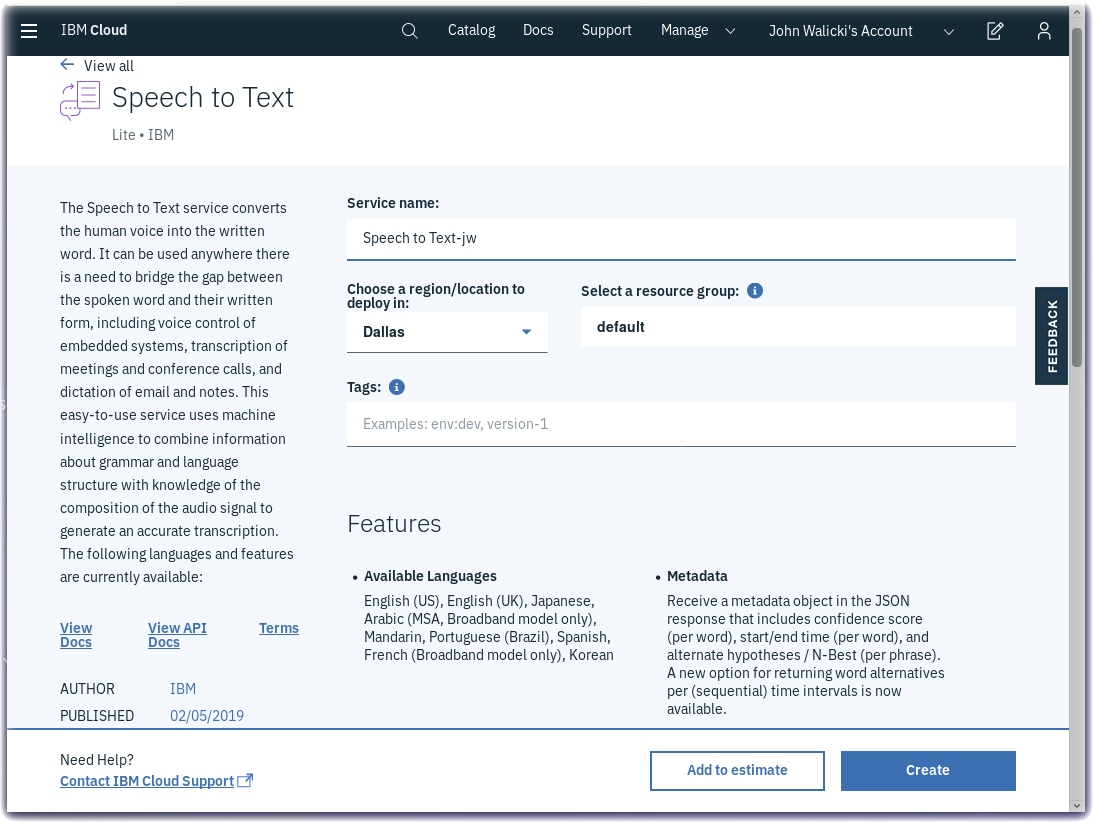 IBM Cloud
Catalog Docs Support Manage John Walicki's Account
View all
Speech to Text
Lite • IBM
The Speech to Text service converts
the human voice into the written
word. It can be used anywhere there
is a need to bridge the gap between
the spoken word and their written
form, including voice control of
embedded systems, transcription of
meetings and conference calls, and
dictation of email and notes. This
easy-to-use service uses machine
intelligence to combine information
about grammar and language
structure with knowledge of the
composition of the audio signal to
generate an accurate transcription.
The following languages and features
are currently available:
View
Docs
View API
Docs
Terms
AUTHOR IBM
PUBLISHED 02/05/2019
Service name:
Speech to Text-jw
Choose a region/location to
deploy in:
Dallas
Select a resource group:
default
Tags:
Examples: env:dev, version-1
Features
• Available Languages
English (US), English (UK), Japanese,
Arabic (MSA, Broadband model only),
Mandarin, Portuguese (Brazil), Spanish,
French (Broadband model only), Korean
• Metadata
Receive a metadata object in the JSON
response that includes confidence score
(per word), start/end time (per word), and
alternate hypotheses / N-Best (per phrase).
A new option for returning word alternatives
per (sequential) time intervals is now
available.
FEEDBACK
Need Help?
Contact IBM Cloud Support
Add to estimate
Create